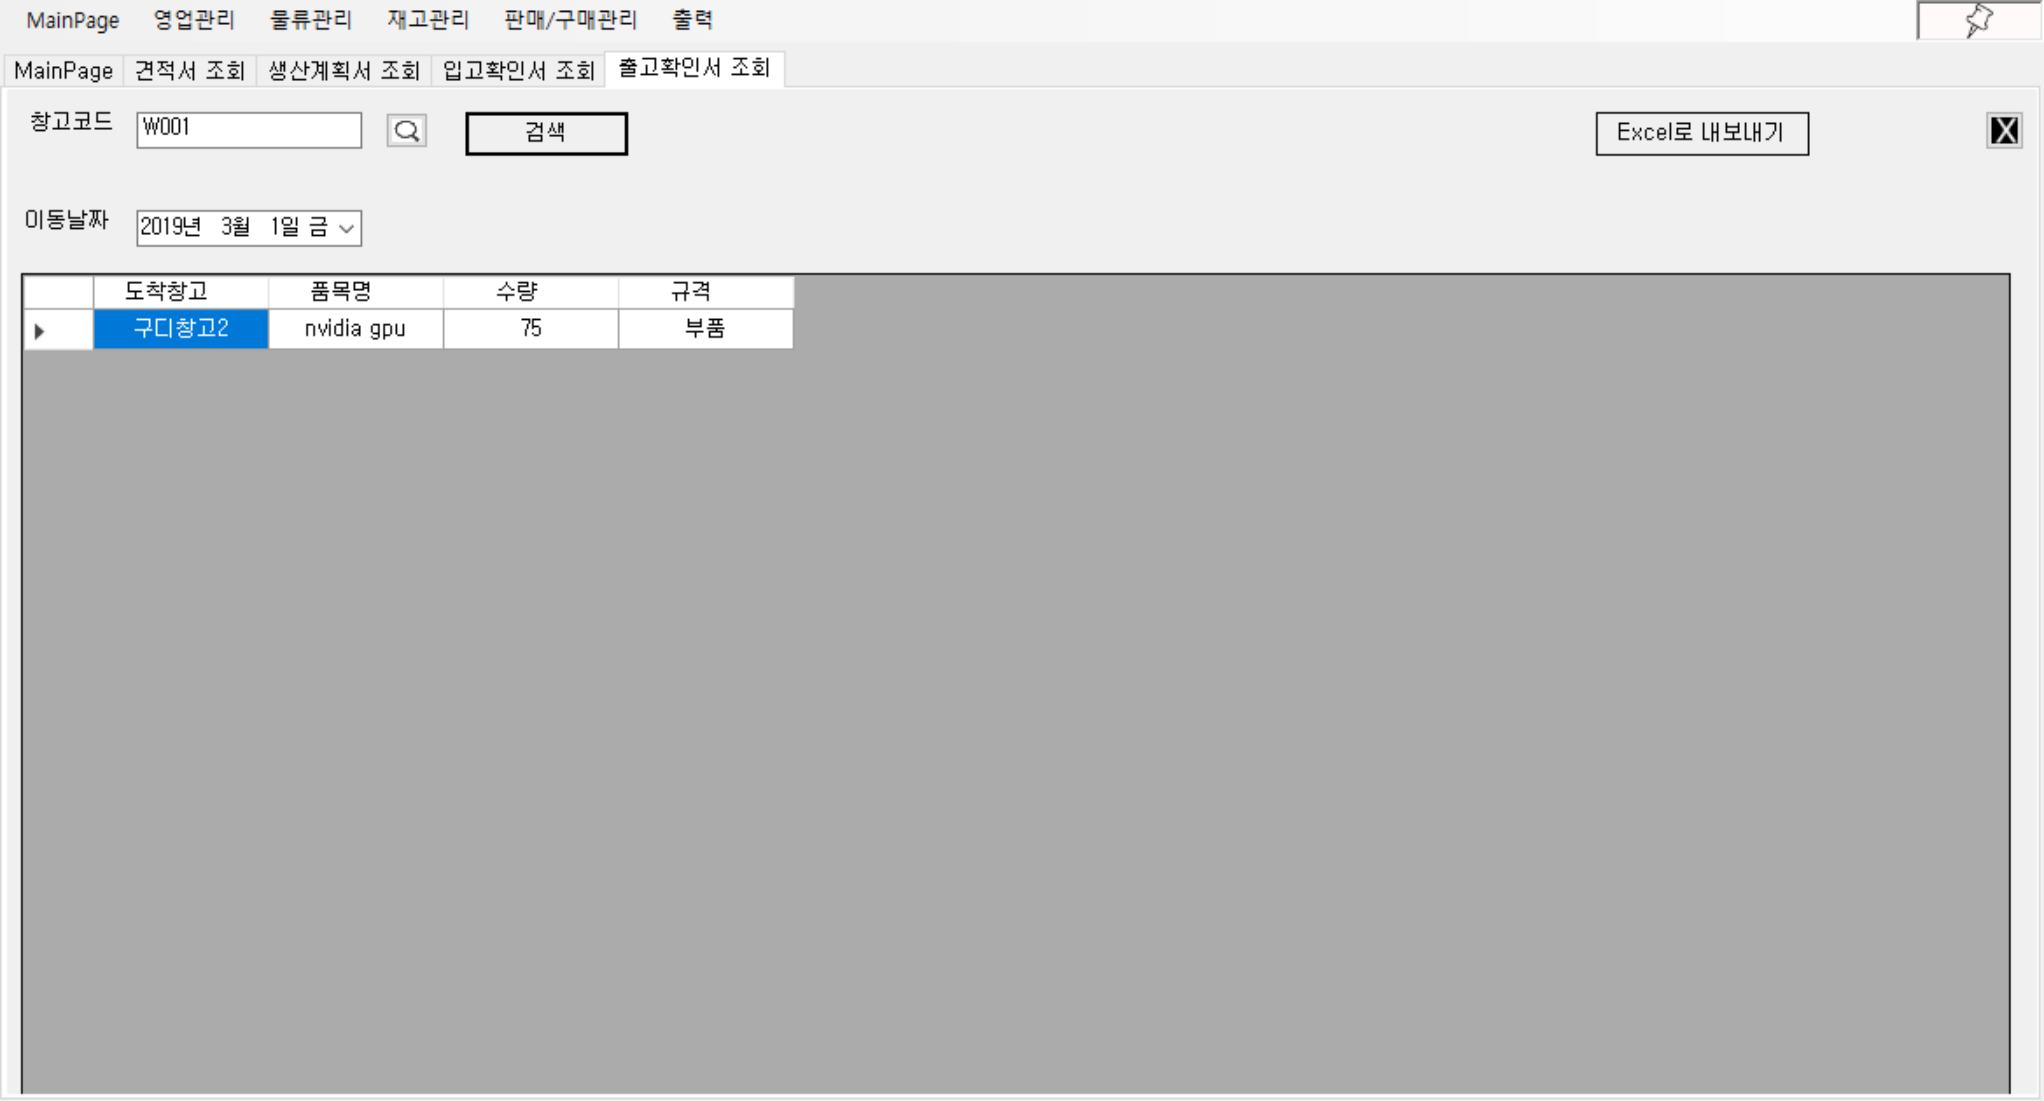 MainPage 영업관리 물류관리 재고관리 판매/구매관리 출력
MainPage 견적서 조회 생산계획서 조회 입고확인서 조회 출고확인서 조회
창고코드 W001 검색 Excel로 내보내기 X
이동날짜 2019년 3월 1일 금
도착창고 품목명 수량 규격
구디창고2 nvidia gpu 75 부품